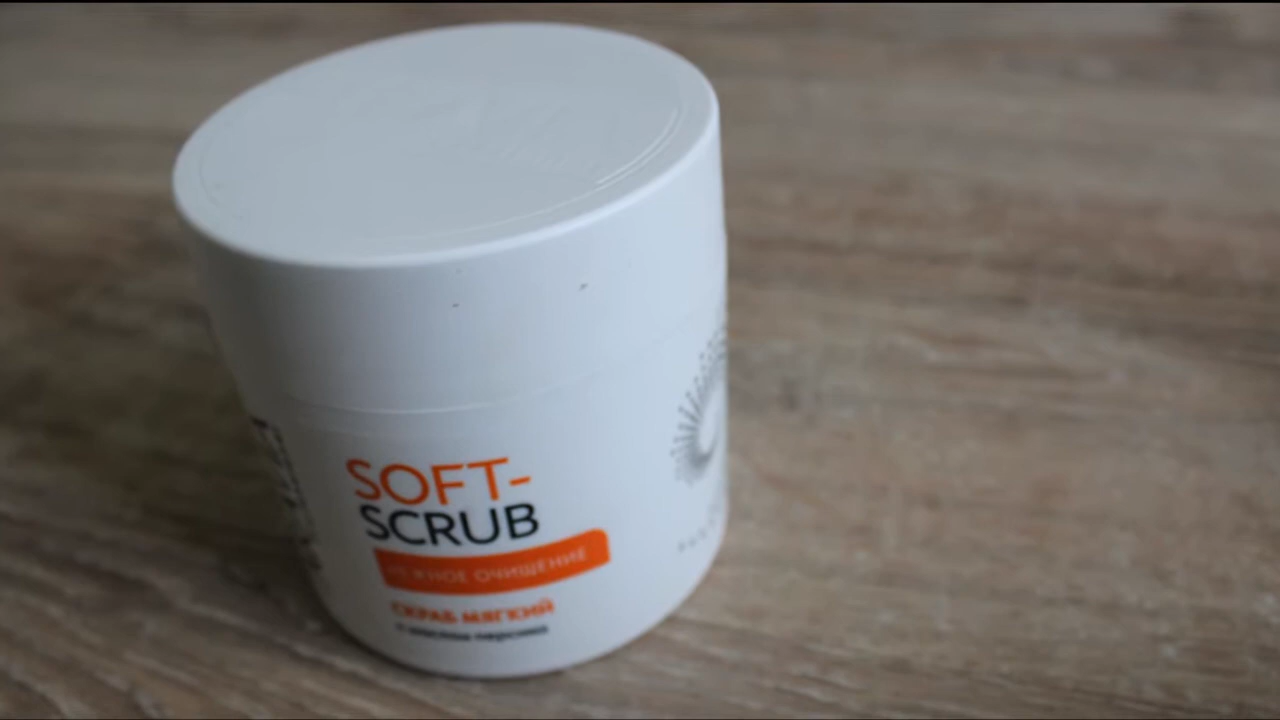 SOFT-
SCRUB
НЕЖНОЕ ОЧИЩЕНИЕ
СКРАБ МЯГКИЙ
с маслом персика